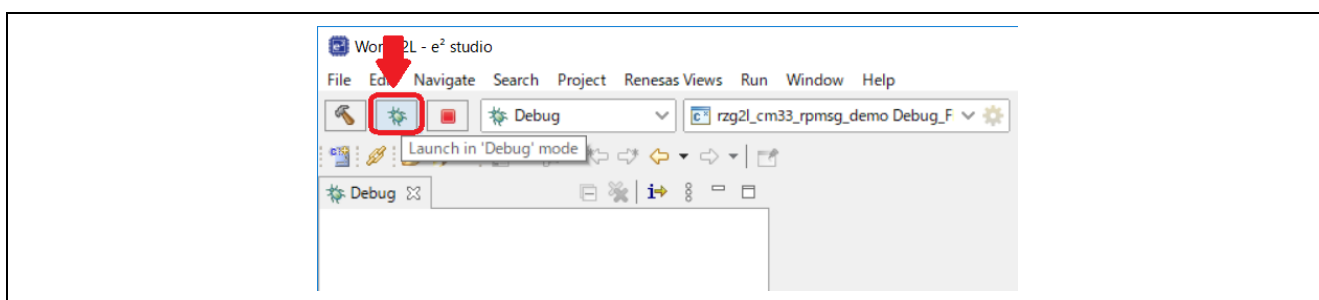 2L - e² studio
File Navigate Search Project Renesas Views Run Window Help
Debug rzg2l_cm33_rpmsg_demo Debug_F
Launch in 'Debug' mode
Debug